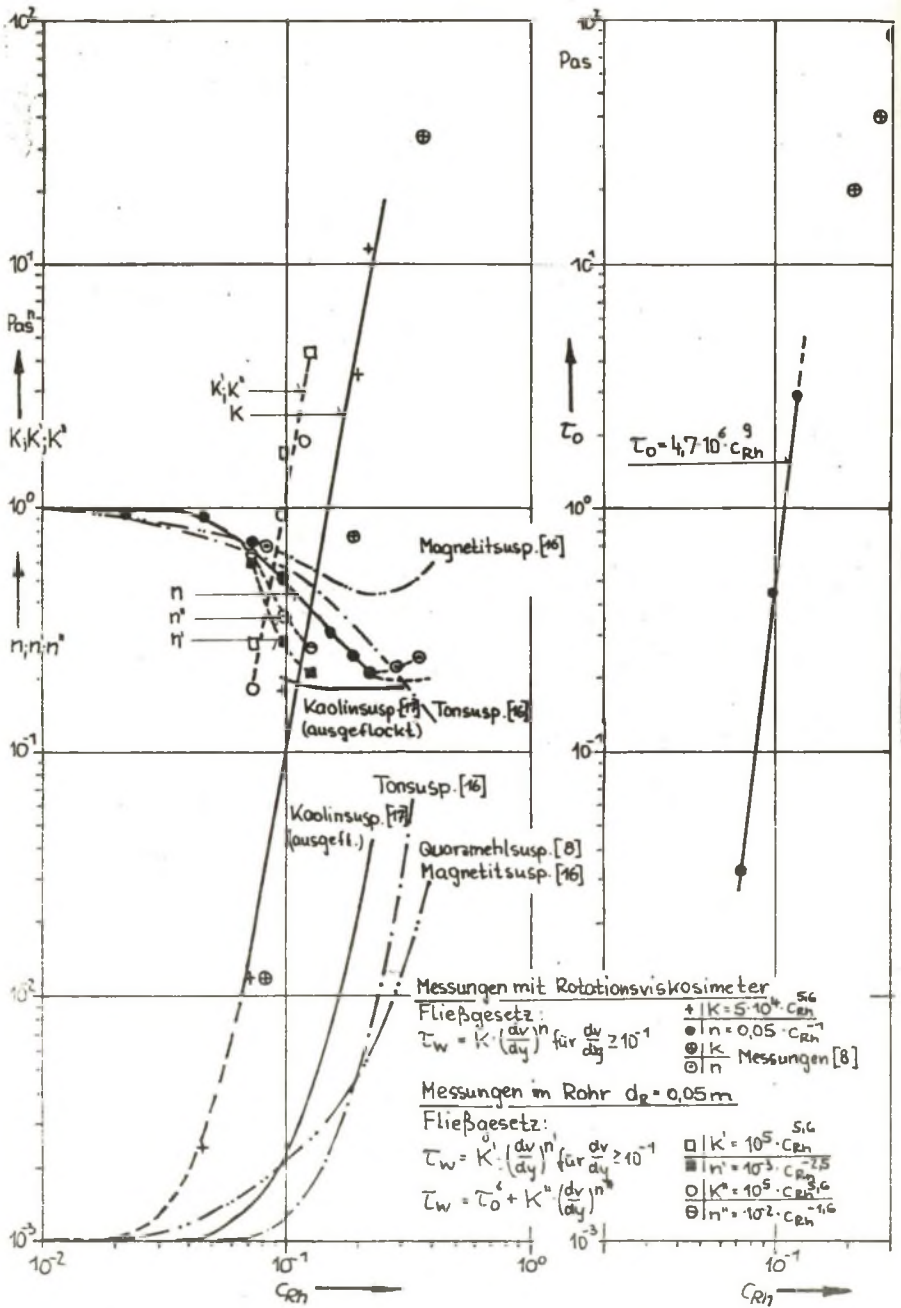 10²
10²
Pas
10¹
10¹
Pasⁿ
K',K"
K
K;K';K"
τ₀
τ₀=4,7·10⁶·c_Rh⁹
10⁰
10⁰
Magnetitsusp.[16]
n
n"
n'
n;n';n"
Kaolinsusp.[17]
(ausgeflockt)
Tonsusp.[16]
10⁻¹
10⁻¹
Tonsusp.[16]
Kaolinsusp.[17]
(ausgefl.)
Quarzmehlsusp.[8]
Magnetitsusp.[16]
10⁻²
Messungen mit Rotationsviskosimeter
Fließgesetz:
τ_w = K·(dv/dy)ⁿ für dv/dy ≥ 10⁻¹
+ | K = 5·10⁴·c_Rh^5,6
● | n = 0,05·c_Rh⁻¹
⊕ | K
⊙ | n Messungen [8]
Messungen im Rohr d_R = 0,05 m
Fließgesetz:
τ_w = K'·(dv/dy)^n' für dv/dy ≥ 10⁻¹
τ_w = τ₀ + K"(dv/dy)^n"
□ | K' = 10⁵·c_Rh^5,6
■ | n' = 10⁻³·c_Rh^-2,5
○ | K" = 10⁵·c_Rh^5,6
⊖ | n" = 10⁻²·c_Rh^-1,6
10⁻³
10⁻³
10⁻²
10⁻¹
10⁰
10⁻¹
c_Rh
c_Rh